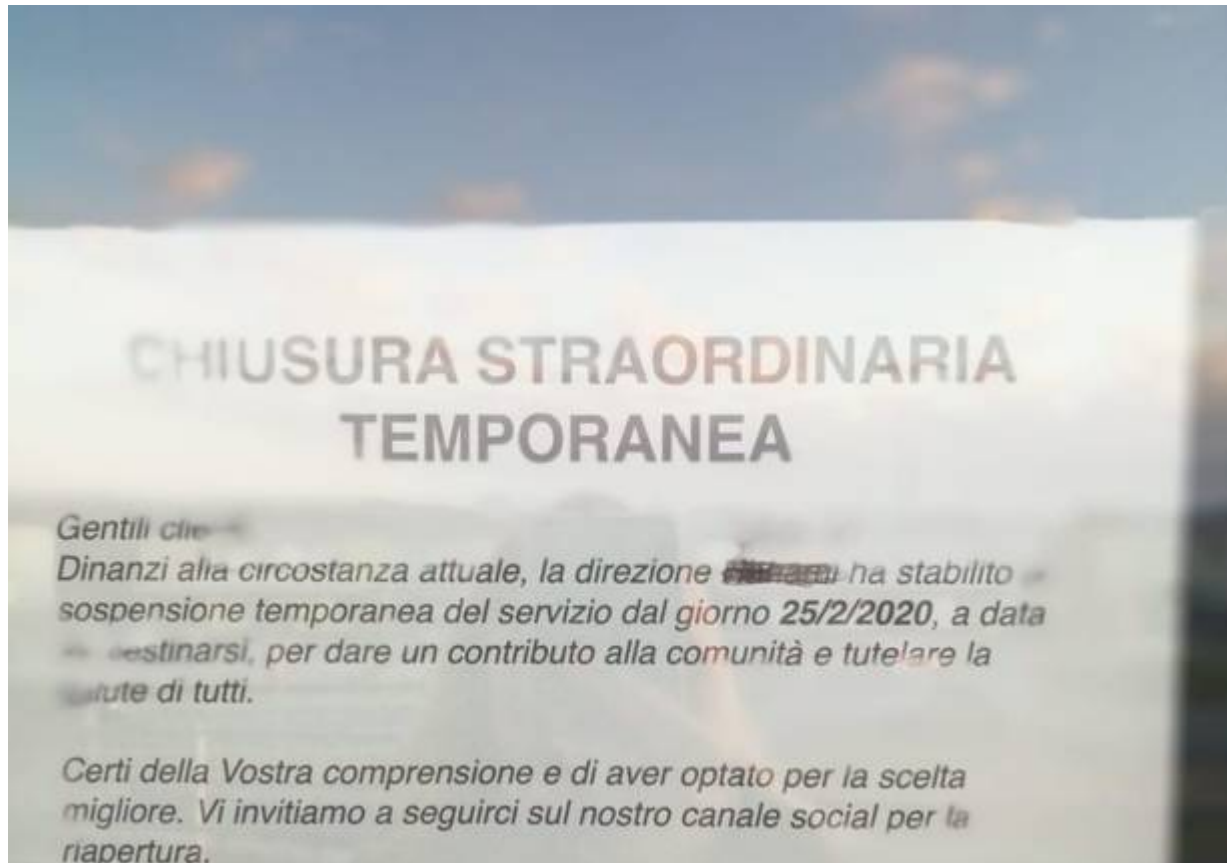 CHIUSURA STRAORDINARIA
TEMPORANEA
Gentili
Dinanzi alla circostanza attuale, la direzione ha stabilito
sospensione temporanea del servizio dal giorno 25/2/2020, a data
destinarsi, per dare un contributo alla comunità e tutelare la
salute di tutti.
Certi della Vostra comprensione e di aver optato per la scelta
migliore. Vi invitiamo a seguirci sul nostro canale social per la
riapertura.